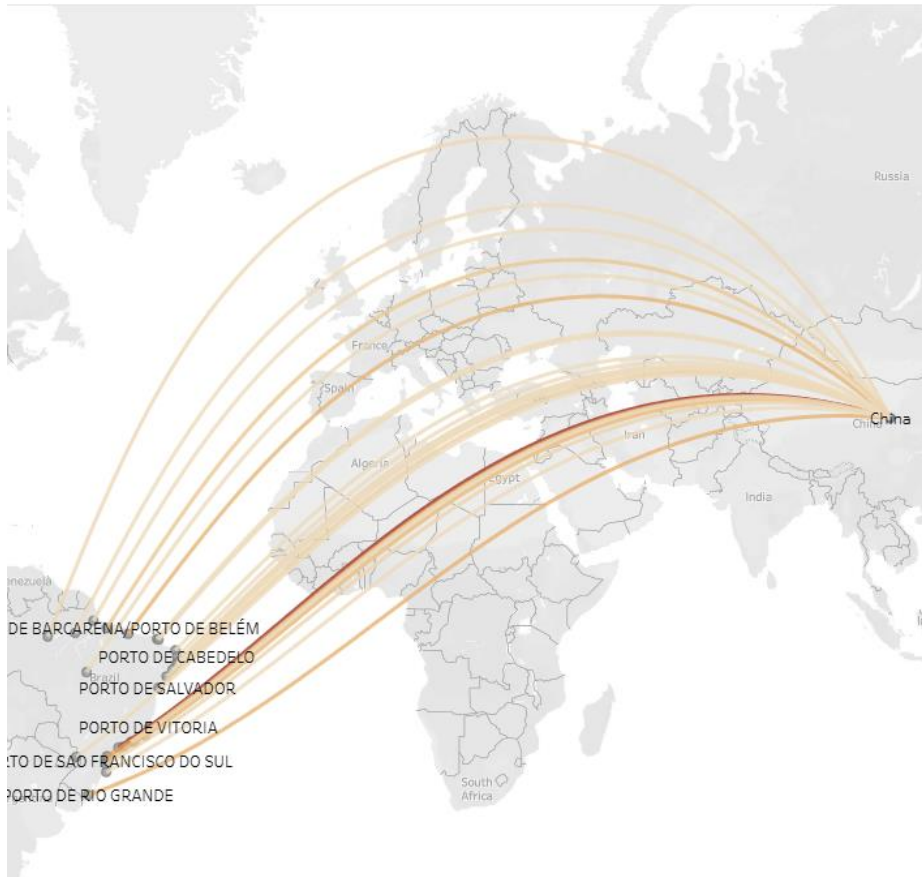 Russia
France
Spain
China
Iran
Algeria
Egypt
India
enezuela
DE BARCARENA/PORTO DE BELÉM
PORTO DE CABEDELO
Brazil
PORTO DE SALVADOR
PORTO DE VITORIA
RTO DE SAO FRANCISCO DO SUL
South
Africa
PORTO DE RIO GRANDE